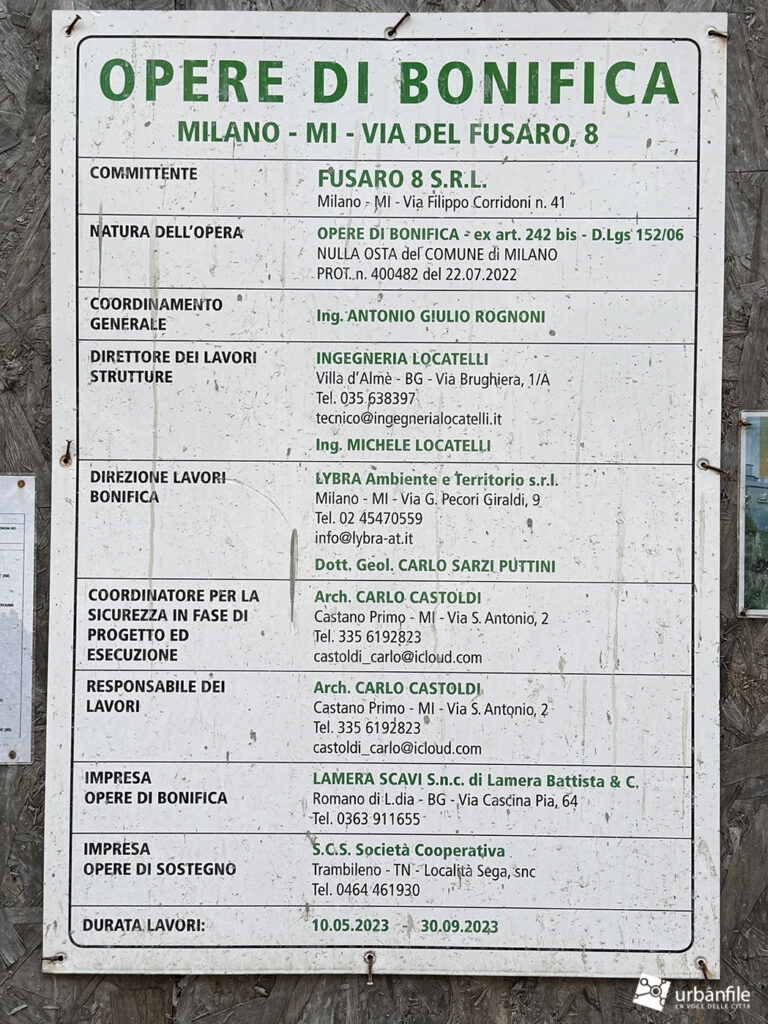 OPERE DI BONIFICA
MILANO - MI - VIA DEL FUSARO, 8
COMMITTENTE
FUSARO 8 S.R.L.
Milano - MI - Via Filippo Corridoni n. 41
NATURA DELL'OPERA
OPERE DI BONIFICA - ex art. 242 bis - D.Lgs 152/06
NULLA OSTA del COMUNE di MILANO
PROT. n. 400482 del 22.07.2022
COORDINAMENTO
GENERALE
Ing. ANTONIO GIULIO ROGNONI
DIRETTORE DEI LAVORI
STRUTTURE
INGEGNERIA LOCATELLI
Villa d'Almè - BG - Via Brughiera, 1/A
Tel. 035 638397
tecnico@ingegnerialocatelli.it
Ing. MICHELE LOCATELLI
DIREZIONE LAVORI
BONIFICA
LYBRA Ambiente e Territorio s.r.l.
Milano - MI - Via G. Pecori Giraldi, 9
Tel. 02 45470559
info@lybra-at.it
Dott. Geol. CARLO SARZI PUTTINI
COORDINATORE PER LA
SICUREZZA IN FASE DI
PROGETTO ED
ESECUZIONE
Arch. CARLO CASTOLDI
Castano Primo - MI - Via S. Antonio, 2
Tel. 335 6192823
castoldi_carlo@icloud.com
RESPONSABILE DEI
LAVORI
Arch. CARLO CASTOLDI
Castano Primo - MI - Via S. Antonio, 2
Tel. 335 6192823
castoldi_carlo@icloud.com
IMPRESA
OPERE DI BONIFICA
LAMERA SCAVI S.n.c. di Lamera Battista & C.
Romano di L.dia - BG - Via Cascina Pia, 64
Tel. 0363 911655
IMPRESA
OPERE DI SOSTEGNO
S.C.S. Società Cooperativa
Trambileno - TN - Località Sega, snc
Tel. 0464 461930
DURATA LAVORI:
10.05.2023 - 30.09.2023
urbanfile
LA VOCE DELLE CITTÀ